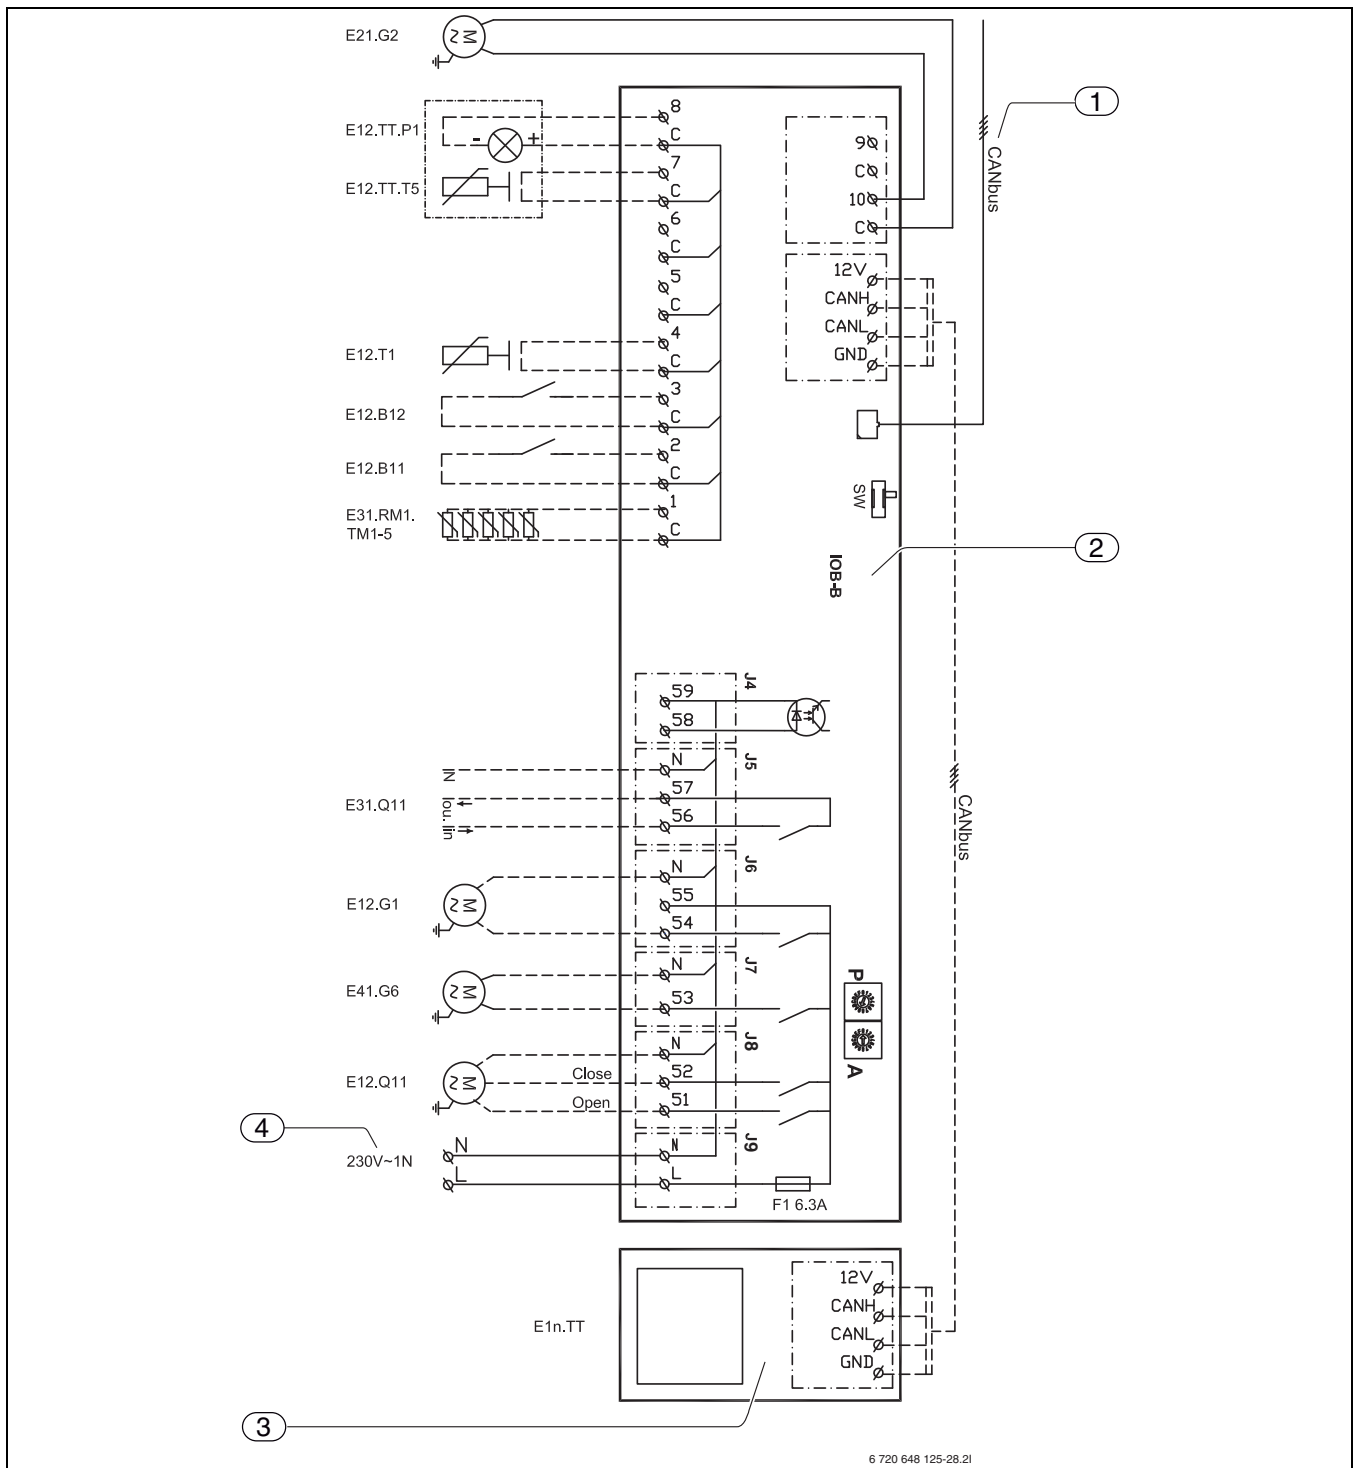 E21.G2
M
1
CANbus
E12.TT.P1
-
+
8
C
E12.TT.T5
7
C
6
C
5
C
9
C
10
C
12V
CANH
CANL
GND
E12.T1
4
C
E12.B12
3
C
E12.B11
2
C
E31.RM1.
TM1-5
1
C
SW
2
IOB-B
J4
59
58
J5
N
57
56
E31.Q11
N
ou.
in
CANbus
J6
N
55
54
E12.G1
M
J7
N
53
E41.G6
M
P
A
J8
N
52
51
E12.Q11
M
Close
Open
4
230V~1N
N
L
J9
N
L
F1 6.3A
E1n.TT
12V
CANH
CANL
GND
3
6 720 648 125-28.2I